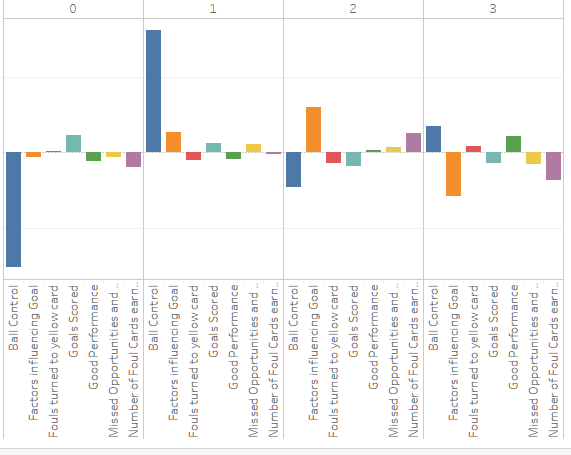 0
1
2
3
Ball Control
Factors influencing Goal
Fouls turned to yellow card
Goals Scored
Good Performance
Missed Opportunities and ..
Number of Foul Cards earn..
Ball Control
Factors influencing Goal
Fouls turned to yellow card
Goals Scored
Good Performance
Missed Opportunities and ..
Number of Foul Cards earn..
Ball Control
Factors influencing Goal
Fouls turned to yellow card
Goals Scored
Good Performance
Missed Opportunities and ..
Number of Foul Cards earn..
Ball Control
Factors influencing Goal
Fouls turned to yellow card
Goals Scored
Good Performance
Missed Opportunities and ..
Number of Foul Cards earn..